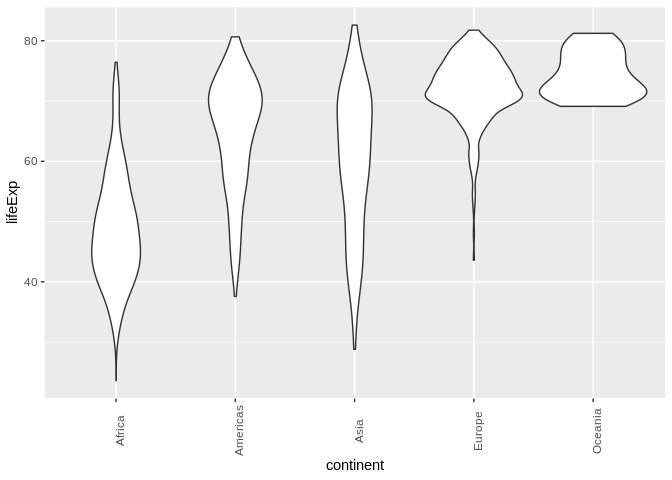 80
60
40
lifeExp
Africa
Americas
Asia
Europe
Oceania
continent